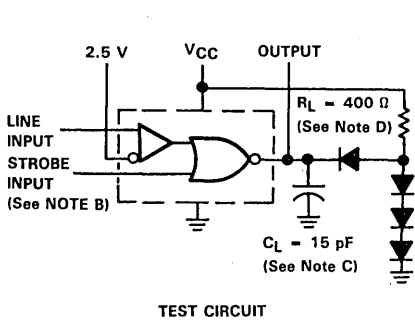 2.5 V
VCC
OUTPUT
LINE
INPUT
STROBE
INPUT
(See NOTE B)
RL = 400 Ω
(See Note D)
CL = 15 pF
(See Note C)
TEST CIRCUIT